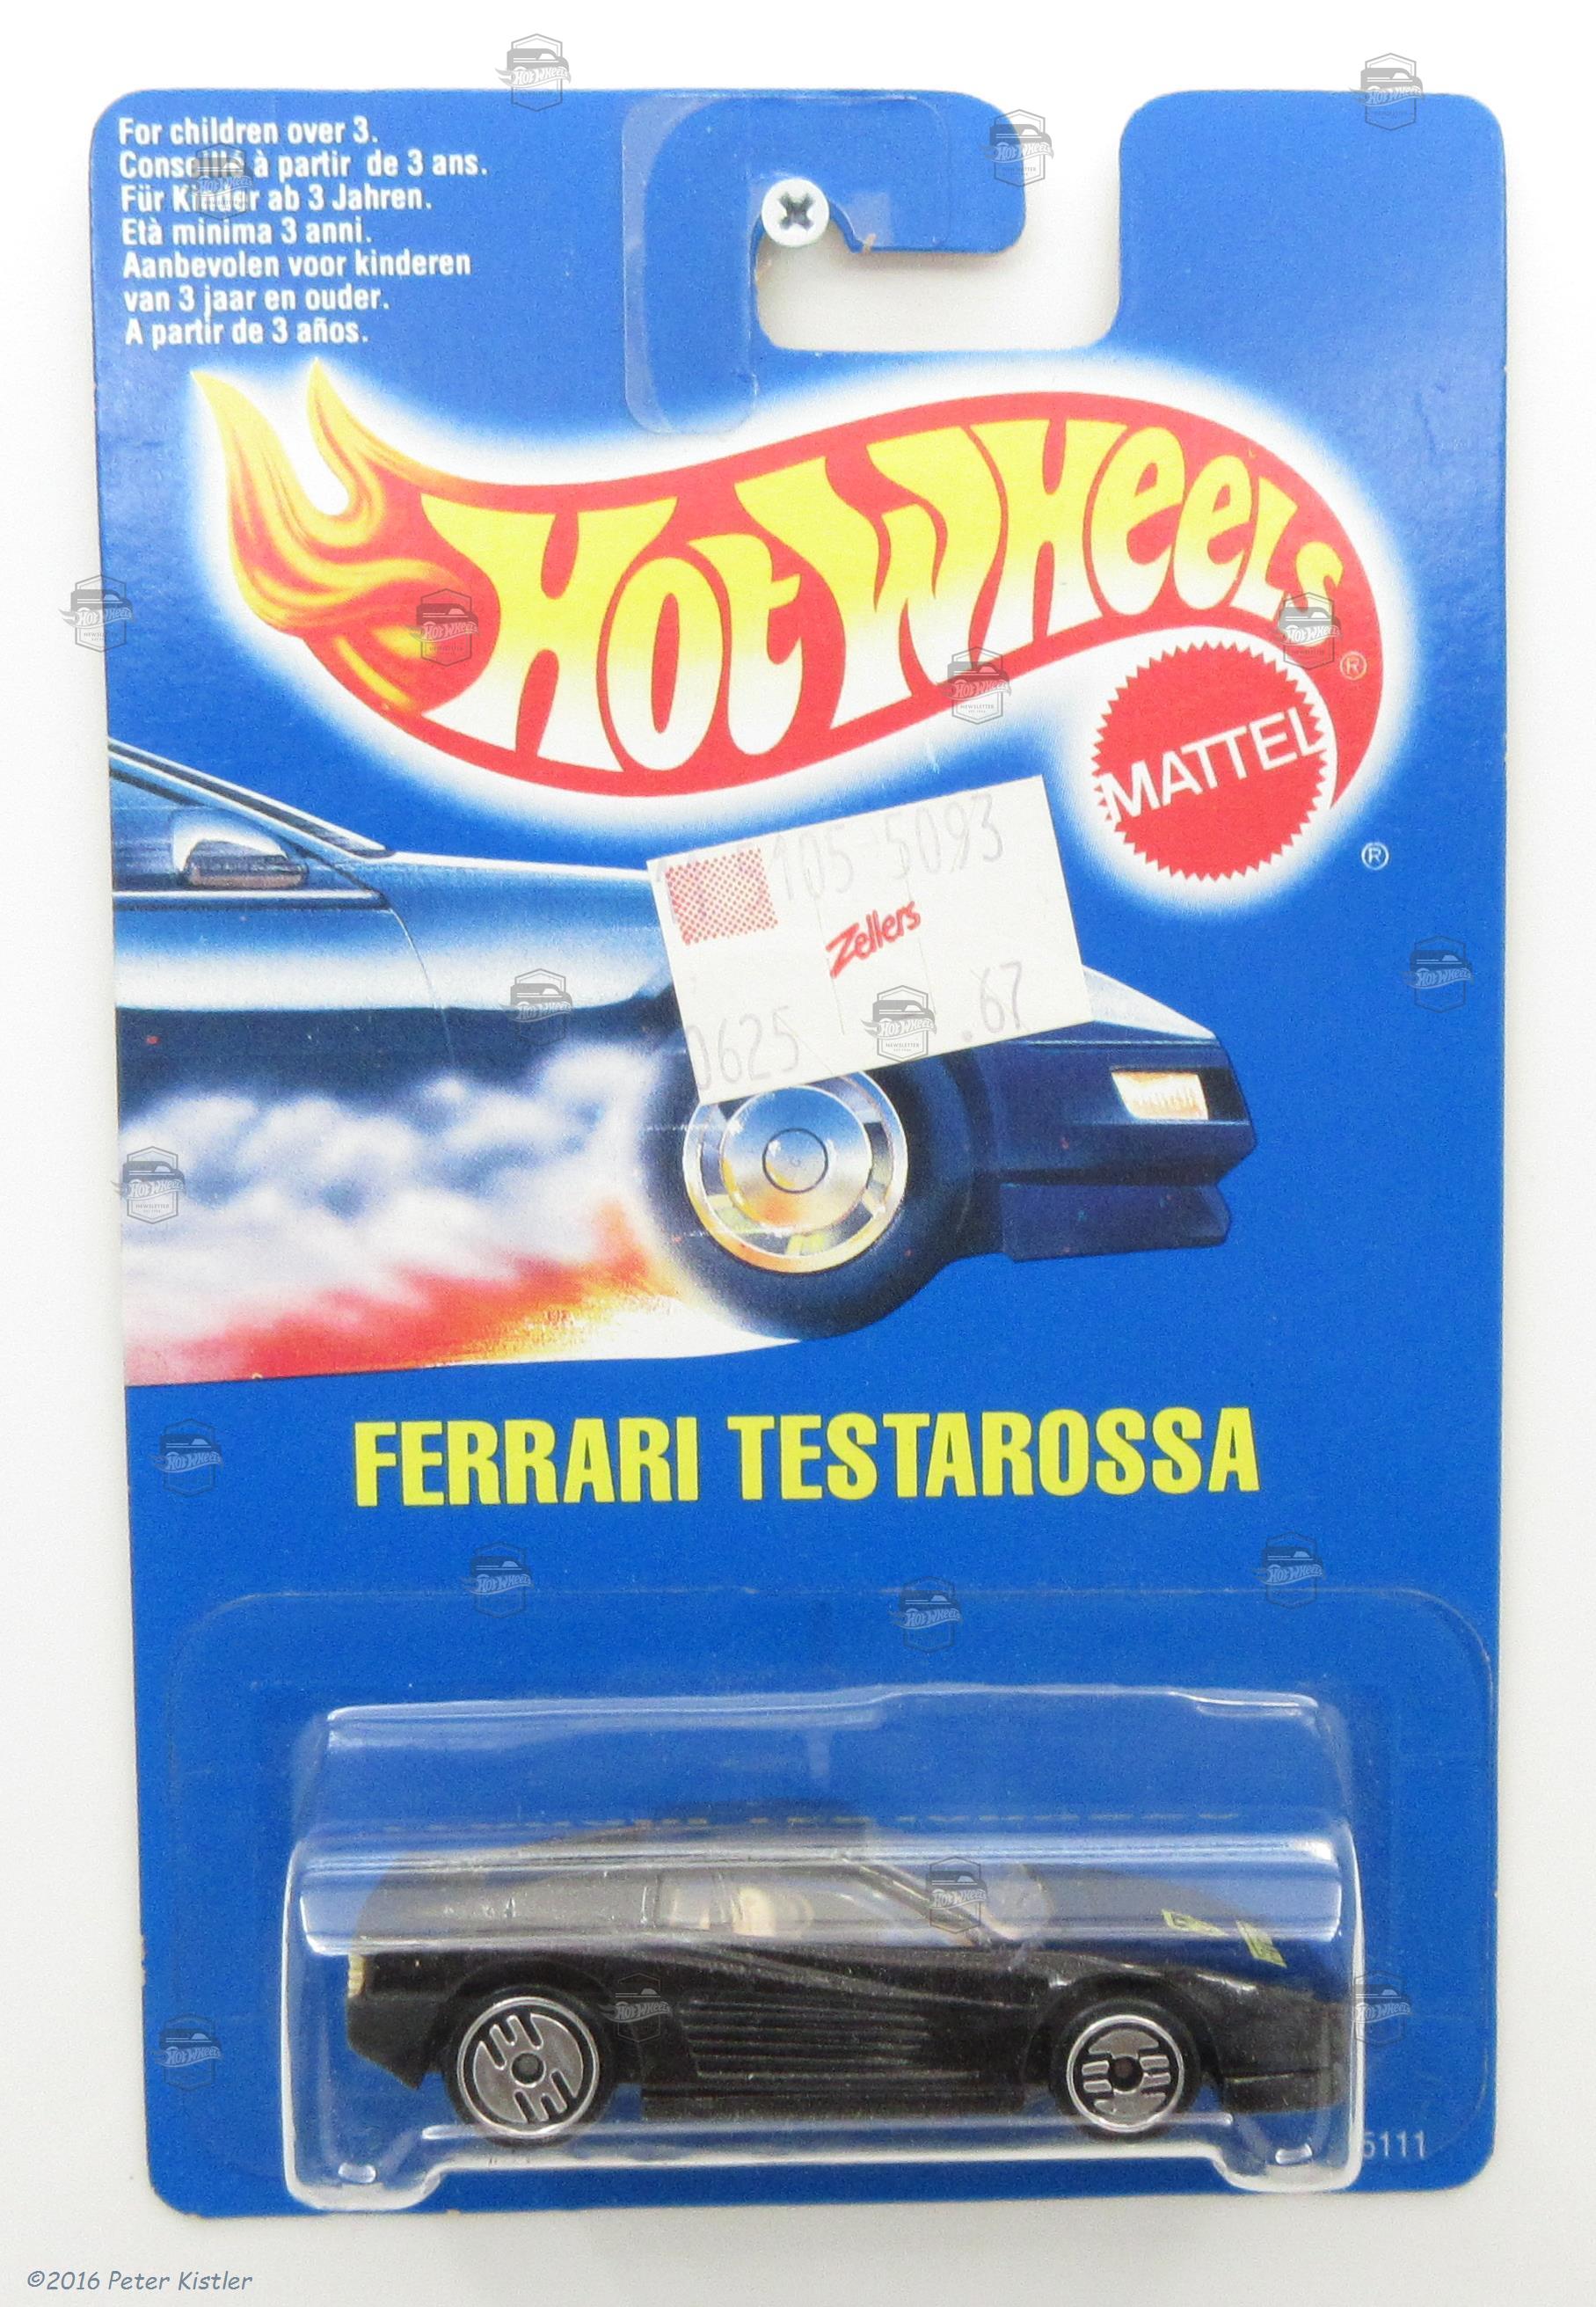 For children over 3.
Conseillé à partir de 3 ans.
Für Kinder ab 3 Jahren.
Età minima 3 anni.
Aanbevolen voor kinderen
van 3 jaar en ouder.
A partir de 3 años.
HOT WHEELS
®
MATTEL
®
105 5093
Zellers
0625 .67
FERRARI TESTAROSSA
5111
©2016 Peter Kistler